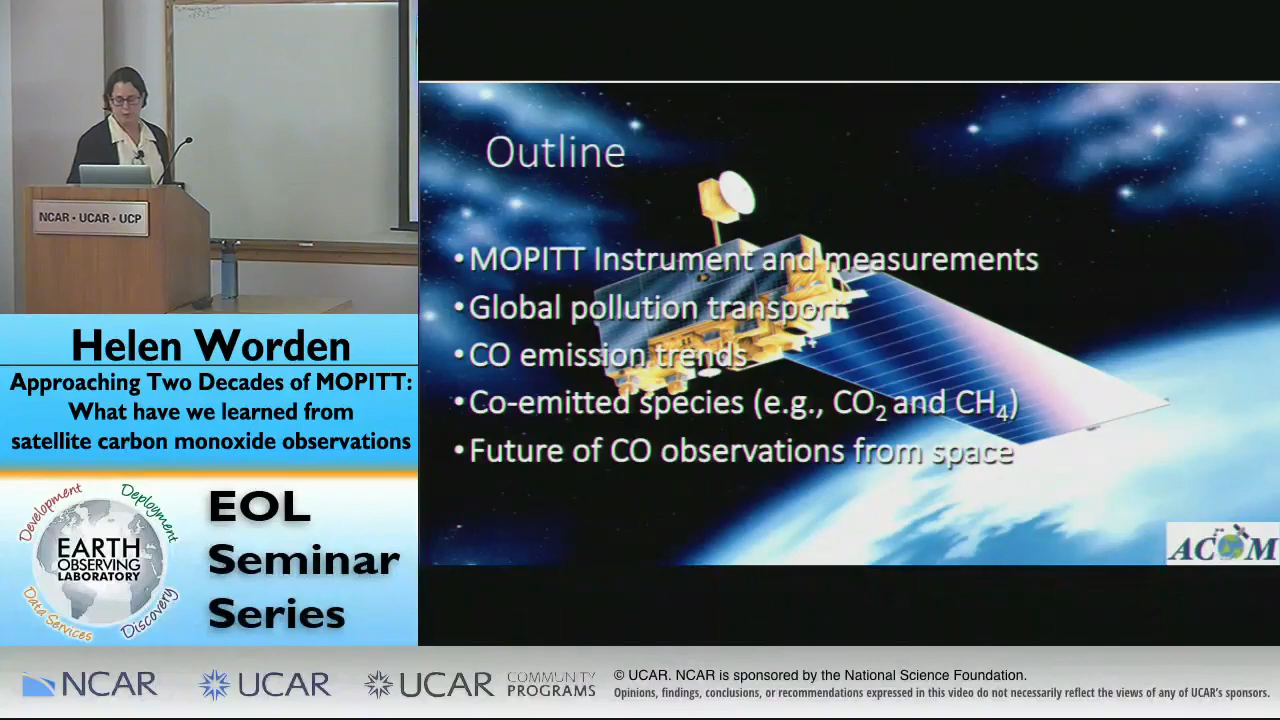 NCAR • UCAR • UCP
Helen Worden
Approaching Two Decades of MOPITT:
What have we learned from
satellite carbon monoxide observations
Development
Deployment
EARTH
OBSERVING
LABORATORY
Data Services
Discovery
EOL
Seminar
Series
Outline
• MOPITT Instrument and measurements
• Global pollution transport
• CO emission trends
• Co-emitted species (e.g., CO₂ and CH₄)
• Future of CO observations from space
ACOM
NCAR
UCAR
UCAR
COMMUNITY
PROGRAMS
© UCAR. NCAR is sponsored by the National Science Foundation.
Opinions, findings, conclusions, or recommendations expressed in this video do not necessarily reflect the views of any of UCAR's sponsors.